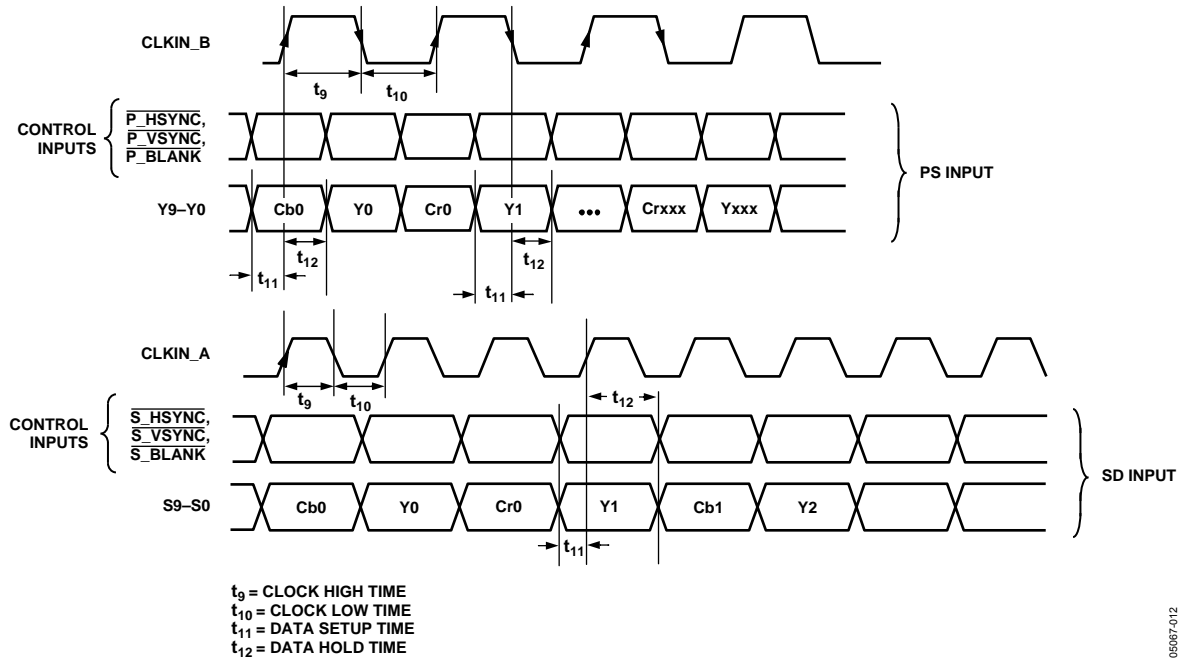 CLKIN_B
t9
t10
CONTROL
INPUTS
P_HSYNC,
P_VSYNC,
P_BLANK
PS INPUT
Y9–Y0
Cb0
Y0
Cr0
Y1
•••
Crxxx
Yxxx
t12
t12
t11
t11
CLKIN_A
t9
t10
t12
CONTROL
INPUTS
S_HSYNC,
S_VSYNC,
S_BLANK
SD INPUT
S9–S0
Cb0
Y0
Cr0
Y1
Cb1
Y2
t11
t9 = CLOCK HIGH TIME
t10 = CLOCK LOW TIME
t11 = DATA SETUP TIME
t12 = DATA HOLD TIME
05067-012